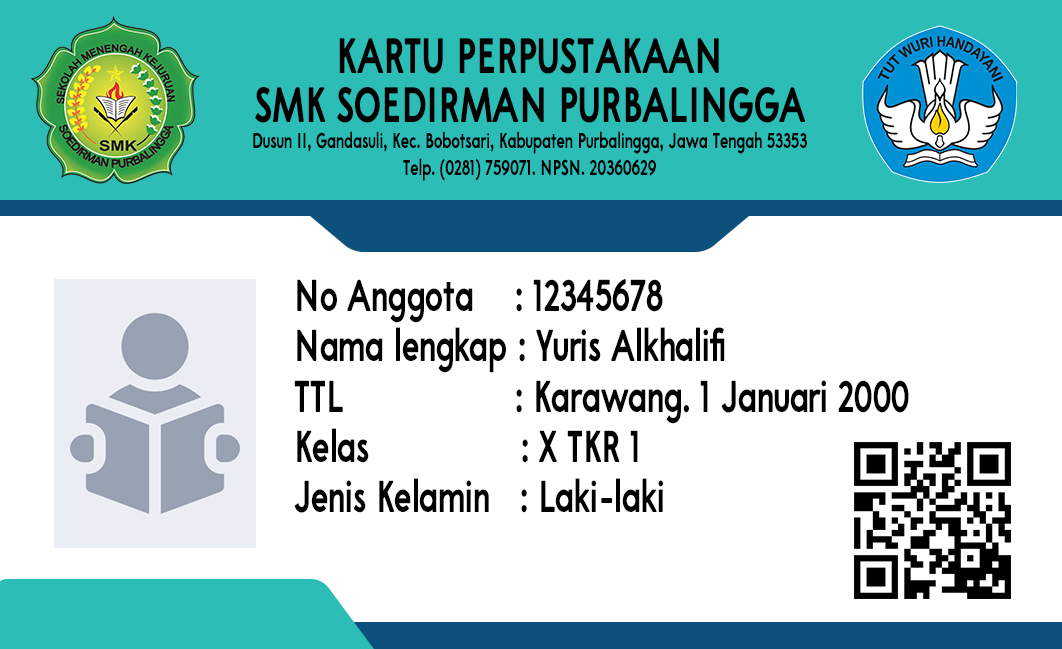 KARTU PERPUSTAKAAN
SMK SOEDIRMAN PURBALINGGA
Dusun II, Gandasuli, Kec. Bobotsari, Kabupaten Purbalingga, Jawa Tengah 53353
Telp. (0281) 759071. NPSN. 20360629
SEKOLAH MENENGAH KEJURUAN
SMK
SOEDIRMAN PURBALINGGA
TUT WURI HANDAYANI
No Anggota : 12345678
Nama lengkap : Yuris Alkhalifi
TTL : Karawang. 1 Januari 2000
Kelas : X TKR 1
Jenis Kelamin : Laki-laki